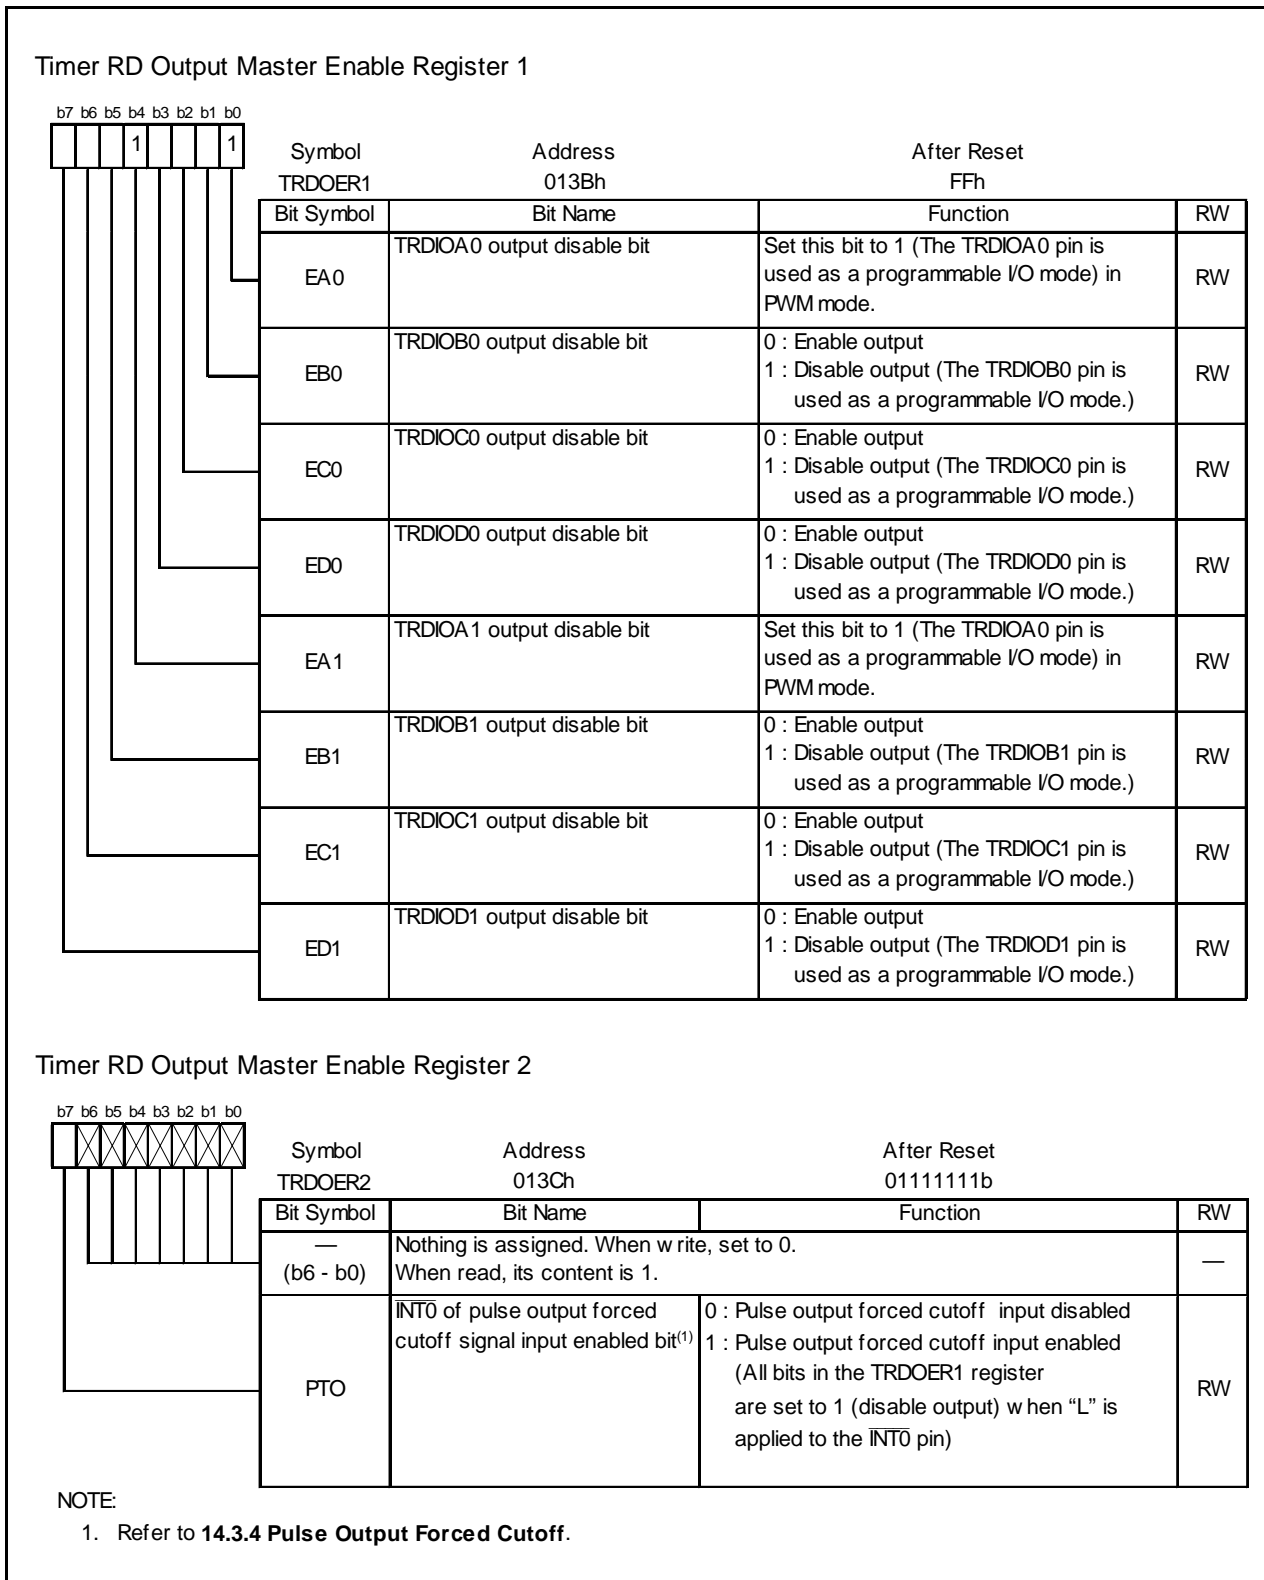 Timer RD Output Master Enable Register 1
b7 b6 b5 b4 b3 b2 b1 b0
1 1
Symbol Address After Reset
TRDOER1 013Bh FFh
Bit Symbol Bit Name Function RW
EA0 TRDIOA0 output disable bit Set this bit to 1 (The TRDIOA0 pin is
used as a programmable I/O mode) in RW
PWM mode.
EB0 TRDIOB0 output disable bit 0 : Enable output
1 : Disable output (The TRDIOB0 pin is RW
used as a programmable I/O mode.)
EC0 TRDIOC0 output disable bit 0 : Enable output
1 : Disable output (The TRDIOC0 pin is RW
used as a programmable I/O mode.)
ED0 TRDIOD0 output disable bit 0 : Enable output
1 : Disable output (The TRDIOD0 pin is RW
used as a programmable I/O mode.)
EA1 TRDIOA1 output disable bit Set this bit to 1 (The TRDIOA0 pin is
used as a programmable I/O mode) in RW
PWM mode.
EB1 TRDIOB1 output disable bit 0 : Enable output
1 : Disable output (The TRDIOB1 pin is RW
used as a programmable I/O mode.)
EC1 TRDIOC1 output disable bit 0 : Enable output
1 : Disable output (The TRDIOC1 pin is RW
used as a programmable I/O mode.)
ED1 TRDIOD1 output disable bit 0 : Enable output
1 : Disable output (The TRDIOD1 pin is RW
used as a programmable I/O mode.)
Timer RD Output Master Enable Register 2
b7 b6 b5 b4 b3 b2 b1 b0
Symbol Address After Reset
TRDOER2 013Ch 01111111b
Bit Symbol Bit Name Function RW
— Nothing is assigned. When write, set to 0. —
(b6 - b0) When read, its content is 1.
INT0 of pulse output forced 0 : Pulse output forced cutoff input disabled
cutoff signal input enabled bit(1) 1 : Pulse output forced cutoff input enabled
(All bits in the TRDOER1 register
PTO are set to 1 (disable output) when “L” is RW
applied to the INT0 pin)
NOTE:
1. Refer to 14.3.4 Pulse Output Forced Cutoff.